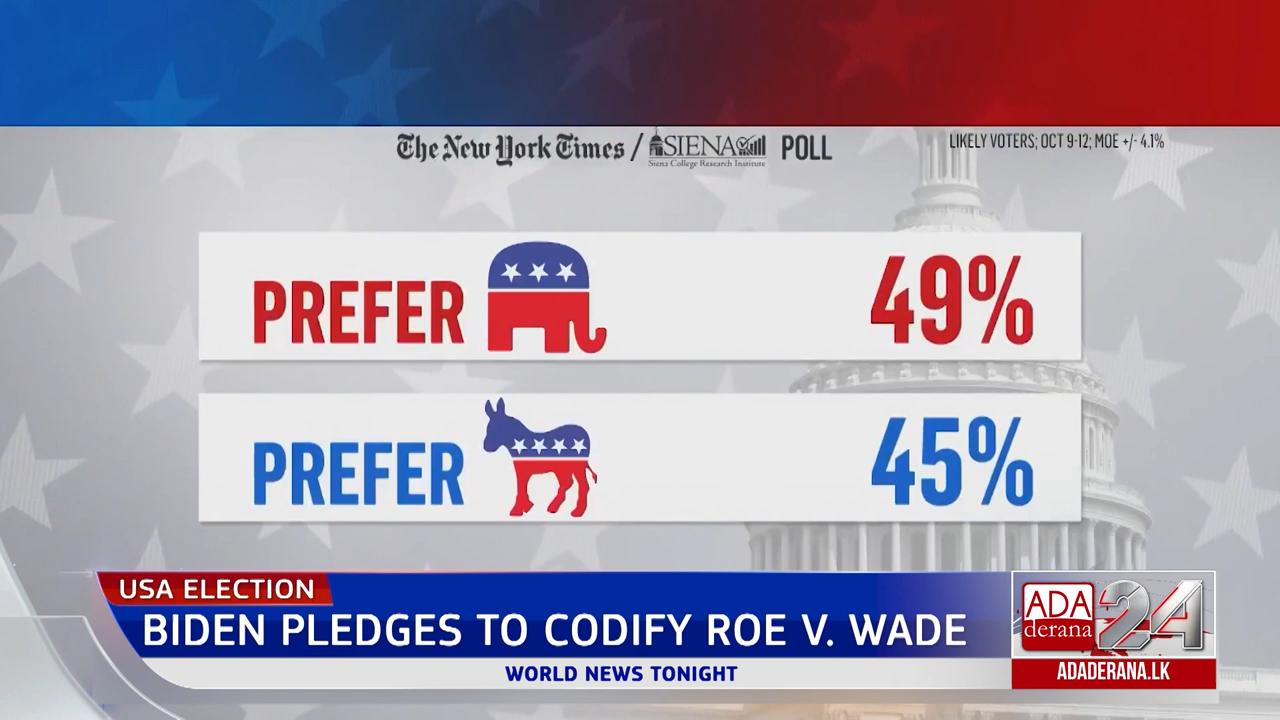 The New York Times / SIENA POLL
Siena College Research Institute
LIKELY VOTERS; OCT 9-12; MOE +/- 4.1%
PREFER 49%
PREFER 45%
USA ELECTION
BIDEN PLEDGES TO CODIFY ROE V. WADE
WORLD NEWS TONIGHT
ADA
derana
24
ADADERANA.LK